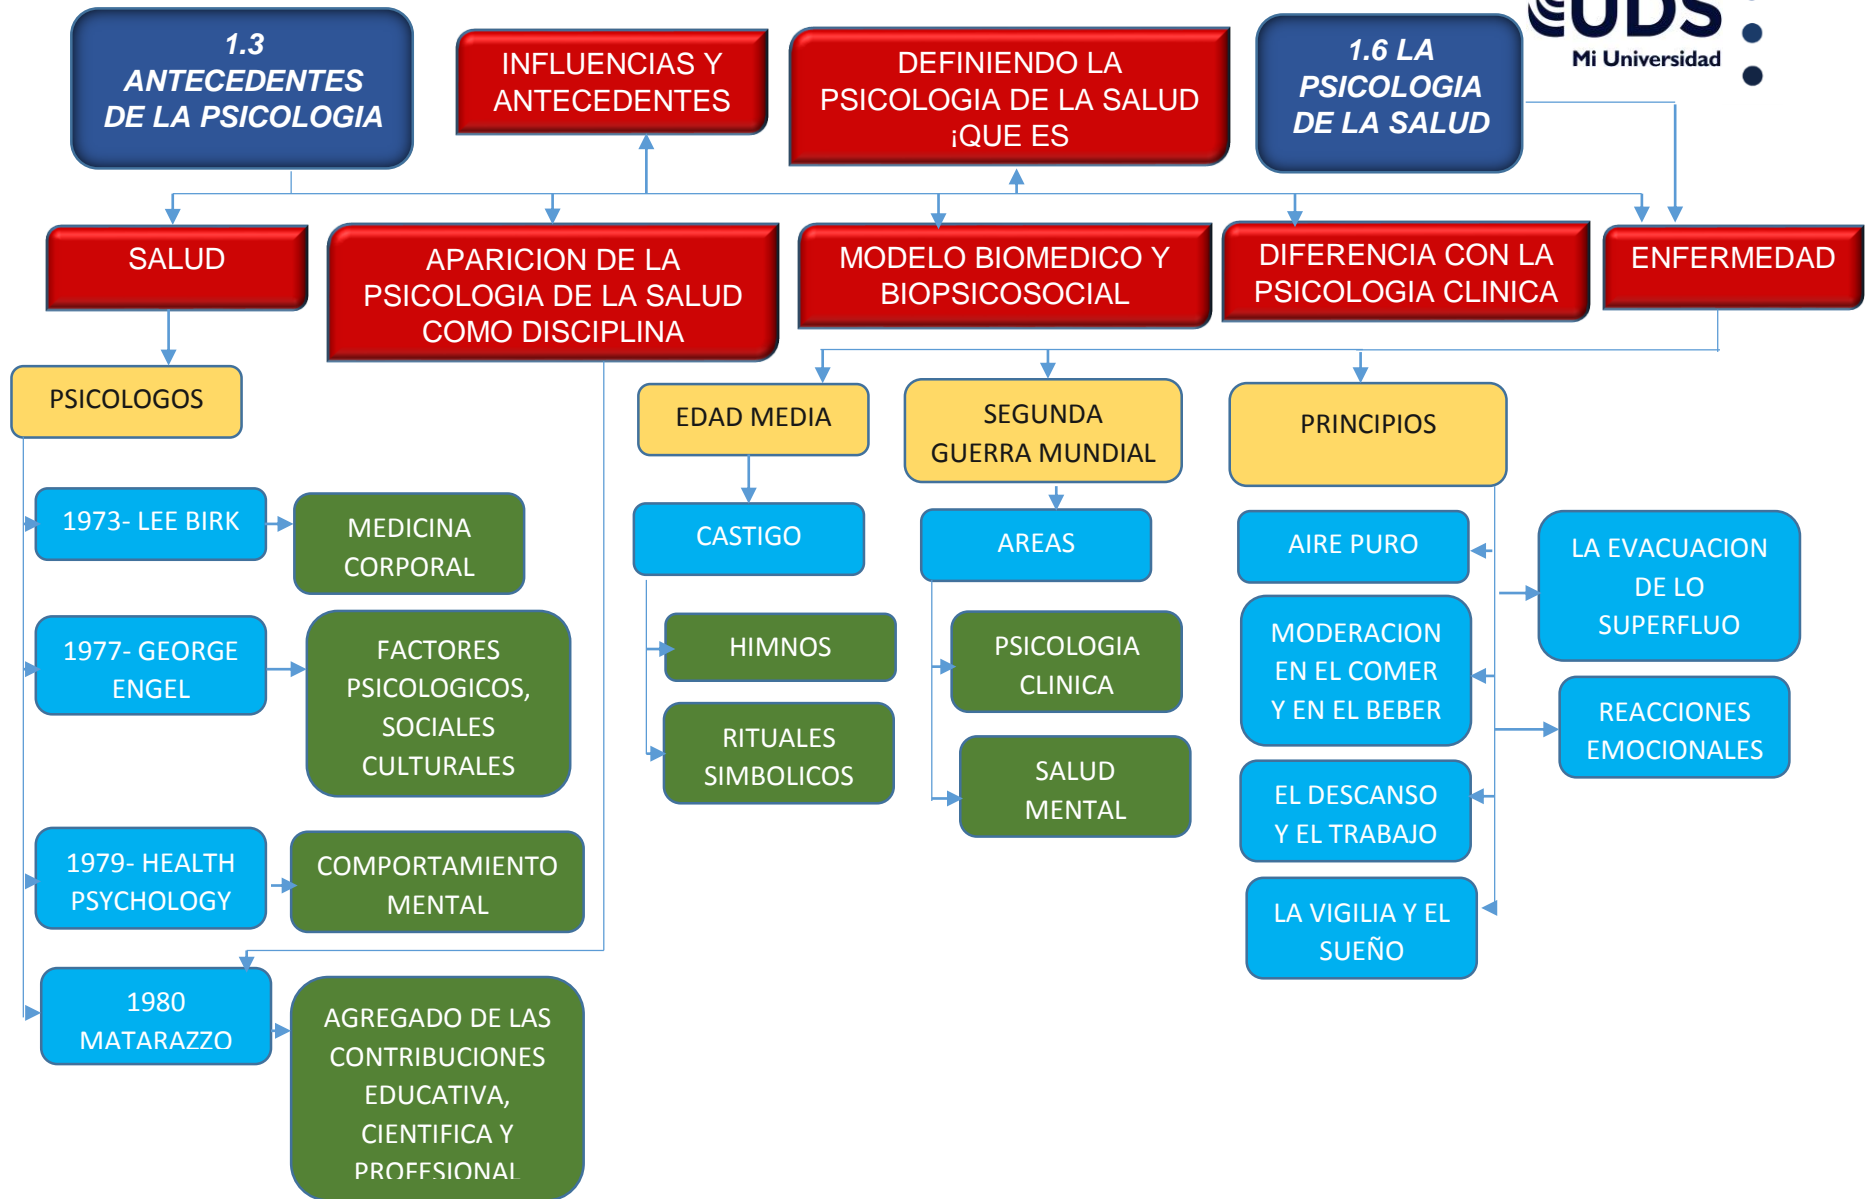 1.3
ANTECEDENTES
DE LA PSICOLOGIA
INFLUENCIAS Y
ANTECEDENTES
DEFINIENDO LA
PSICOLOGIA DE LA SALUD
¡QUE ES
1.6 LA
PSICOLOGIA
DE LA SALUD
UDS
Mi Universidad
SALUD
APARICION DE LA
PSICOLOGIA DE LA SALUD
COMO DISCIPLINA
MODELO BIOMEDICO Y
BIOPSICOSOCIAL
DIFERENCIA CON LA
PSICOLOGIA CLINICA
ENFERMEDAD
PSICOLOGOS
EDAD MEDIA
SEGUNDA
GUERRA MUNDIAL
PRINCIPIOS
1973- LEE BIRK
MEDICINA
CORPORAL
1977- GEORGE
ENGEL
FACTORES
PSICOLOGICOS,
SOCIALES
CULTURALES
1979- HEALTH
PSYCHOLOGY
COMPORTAMIENTO
MENTAL
1980
MATARAZZO
AGREGADO DE LAS
CONTRIBUCIONES
EDUCATIVA,
CIENTIFICA Y
PROFESIONAL
CASTIGO
HIMNOS
RITUALES
SIMBOLICOS
AREAS
PSICOLOGIA
CLINICA
SALUD
MENTAL
AIRE PURO
MODERACION
EN EL COMER
Y EN EL BEBER
EL DESCANSO
Y EL TRABAJO
LA VIGILIA Y EL
SUEÑO
LA EVACUACION
DE LO
SUPERFLUO
REACCIONES
EMOCIONALES